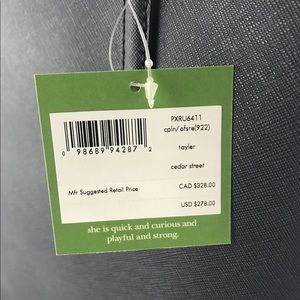 PXRU6411
cpln/ofsre(922)
0 98689 94287 2
tayler
cedar street
Mfr Suggested Retail Price
CAD $328.00
USD $278.00
she is quick and curious and
playful and strong.